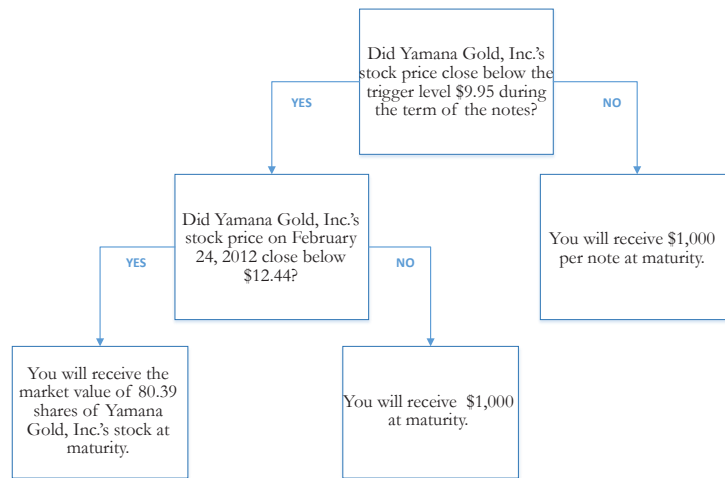 Did Yamana Gold, Inc.'s
stock price close below the
trigger level $9.95 during
the term of the notes?
YES
NO
Did Yamana Gold, Inc.'s
stock price on February
24, 2012 close below
$12.44?
You will receive $1,000
per note at maturity.
YES
NO
You will receive the
market value of 80.39
shares of Yamana
Gold, Inc.'s stock at
maturity.
You will receive  $1,000
at maturity.